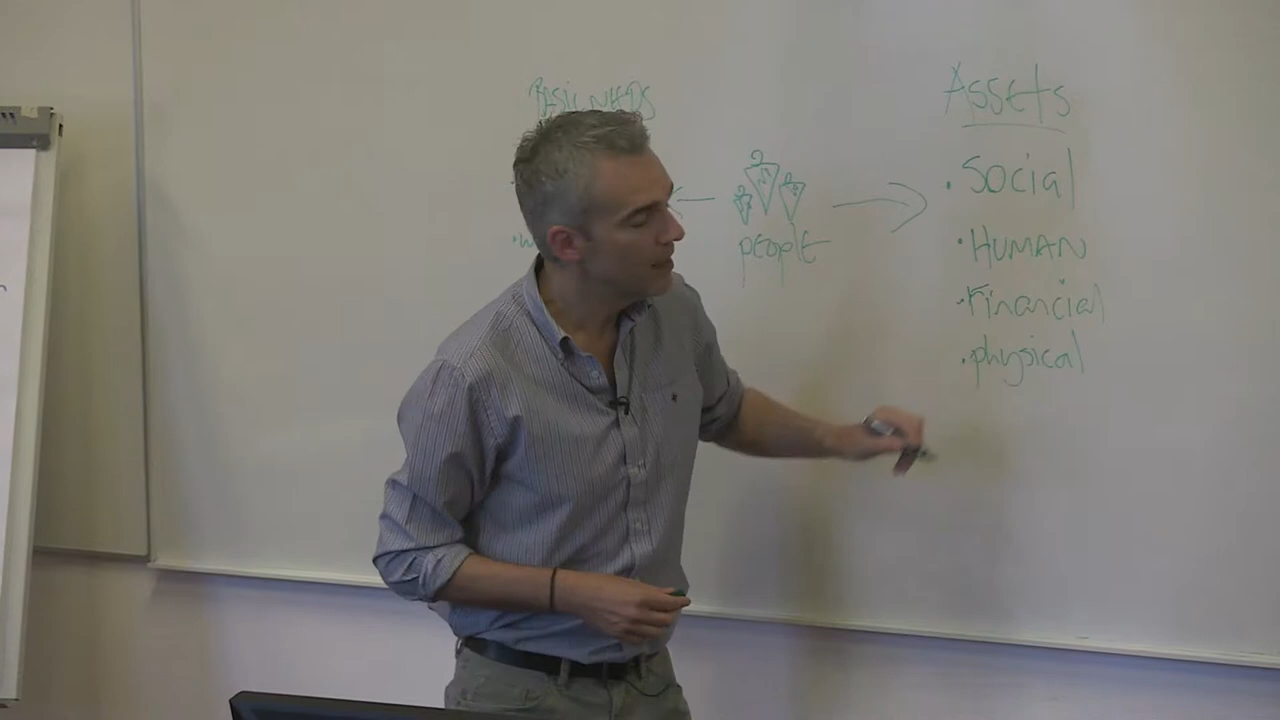 BASIC NEEDS
people
Assets
· Social
· HUMAN
· Financial
· physical